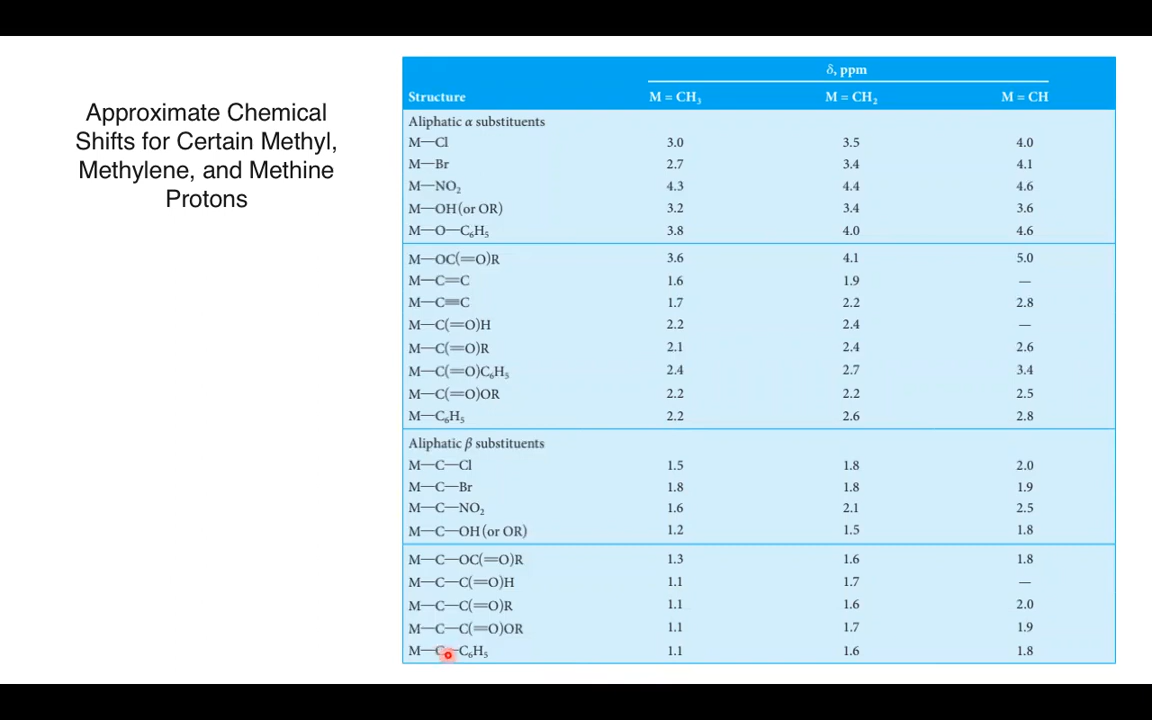 Approximate Chemical
Shifts for Certain Methyl,
Methylene, and Methine
Protons
δ, ppm
Structure M = CH₃ M = CH₂ M = CH
Aliphatic α substituents
M—Cl 3.0 3.5 4.0
M—Br 2.7 3.4 4.1
M—NO₂ 4.3 4.4 4.6
M—OH (or OR) 3.2 3.4 3.6
M—O—C₆H₅ 3.8 4.0 4.6
M—OC(=O)R 3.6 4.1 5.0
M—C=C 1.6 1.9 —
M—C≡C 1.7 2.2 2.8
M—C(=O)H 2.2 2.4 —
M—C(=O)R 2.1 2.4 2.6
M—C(=O)C₆H₅ 2.4 2.7 3.4
M—C(=O)OR 2.2 2.2 2.5
M—C₆H₅ 2.2 2.6 2.8
Aliphatic β substituents
M—C—Cl 1.5 1.8 2.0
M—C—Br 1.8 1.8 1.9
M—C—NO₂ 1.6 2.1 2.5
M—C—OH (or OR) 1.2 1.5 1.8
M—C—OC(=O)R 1.3 1.6 1.8
M—C—C(=O)H 1.1 1.7 —
M—C—C(=O)R 1.1 1.6 2.0
M—C—C(=O)OR 1.1 1.7 1.9
M—C—C₆H₅ 1.1 1.6 1.8